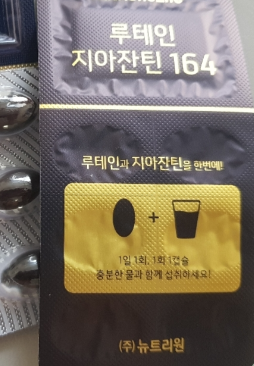 루테인
지아잔틴 164
루테인과 지아잔틴을 한번에!
+
1일 1회, 1회 1캡슐
충분한 물과 함께 섭취하세요!
(주) 뉴트리원